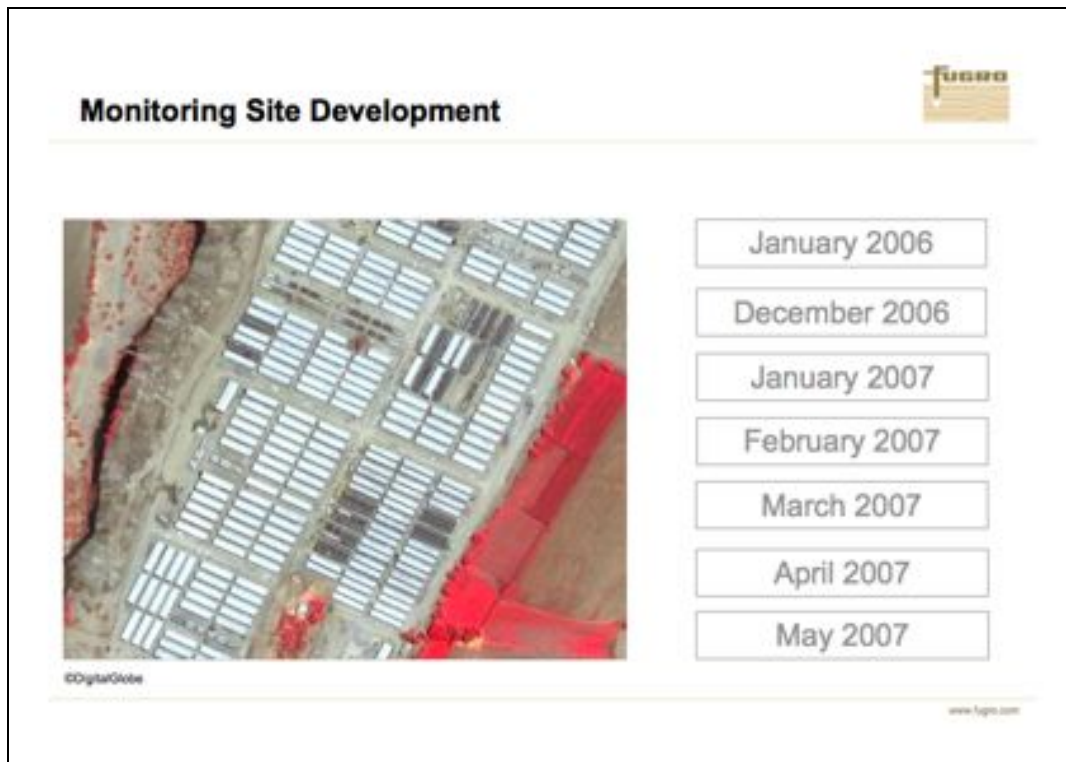 fUGRO
Monitoring Site Development
January 2006
December 2006
January 2007
February 2007
March 2007
April 2007
May 2007
©DigitalGlobe
www.fugro.com